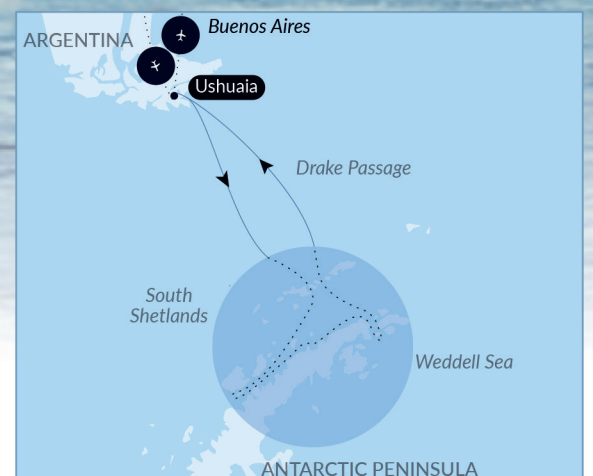 Buenos Aires
ARGENTINA
Ushuaia
Drake Passage
South
Shetlands
Weddell Sea
ANTARCTIC PENINSULA